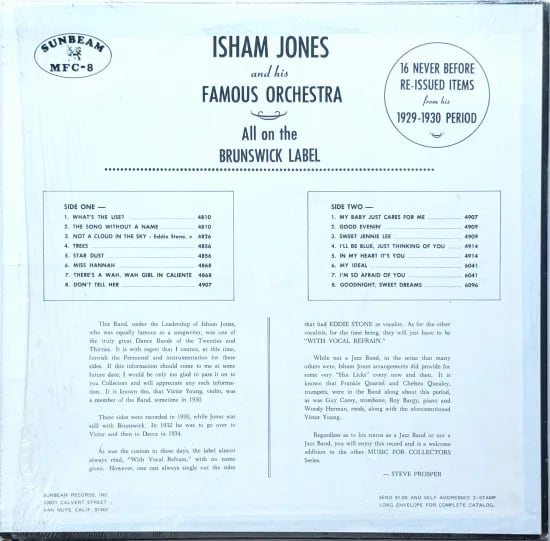 SUNBEAM
MFC-8
ISHAM JONES
and his
FAMOUS ORCHESTRA
All on the
BRUNSWICK LABEL
16 NEVER BEFORE
RE-ISSUED ITEMS
from his
1929-1930 PERIOD
SIDE ONE —
1. WHAT'S THE USE? 4810
2. THE SONG WITHOUT A NAME 4810
3. NOT A CLOUD IN THE SKY - Eddie Stone, v. 4826
4. TREES 4856
5. STAR DUST 4856
6. MISS HANNAH 4868
7. THERE'S A WAH, WAH GIRL IN CALIENTE 4868
8. DON'T TELL HER 4907
SIDE TWO —
1. MY BABY JUST CARES FOR ME 4907
2. GOOD EVENIN' 4909
3. SWEET JENNIE LEE 4909
4. I'LL BE BLUE, JUST THINKING OF YOU 4914
5. IN MY HEART IT'S YOU 4914
6. MY IDEAL 6041
7. I'M SO AFRAID OF YOU 6041
8. GOODNIGHT, SWEET DREAMS 6096
This Band, under the Leadership of Isham Jones,
who was equally famous as a songwriter, was one of the
truly great Dance Bands of the Twenties and
Thirties. It is with regret that I cannot, at this time,
furnish the Personnel and instrumentation for these
sides. If this information should come to me at some
future date, I would be only too glad to pass it on to
you Collectors and will appreciate any such informa-
tion. It is known tho, that Victor Young, violin, was
a member of the Band, sometime in 1930.
These sides were recorded in 1930, while Jones was
still with Brunswick. In 1932 he was to go over to
Victor and then to Decca in 1934.
As was the custom in those days, the label almost
always read, "With Vocal Refrain," with no name
given. However, one can always single out the sides
that had EDDIE STONE as vocalist. As for the other
vocalists, for the time being, they will just have to be
"WITH VOCAL REFRAIN."
While not a Jazz Band, in the sense that many
others were, Isham Jones arrangements did provide for
some very "Hot Licks" every now and then. It is
known that Frankie Quartel and Chelsea Quealey,
trumpets, were in the Band along about this period,
as was Guy Carey, trombone, Roy Bargy, piano and
Woody Herman, reeds, along with the aforementioned
Victor Young.
Regardless as to his status as a Jazz Band or not a
Jazz Band, you will enjoy this record and is a welcome
addition to the other MUSIC FOR COLLECTORS
Series.
— STEVE PROSPER
SUNBEAM RECORDS, INC
13821 CALVERT STREET -
VAN NUYS, CALIF. 91401
SEND $1.00 AND SELF ADDRESSED 2-STAMP
LONG ENVELOPE FOR COMPLETE CATALOG.